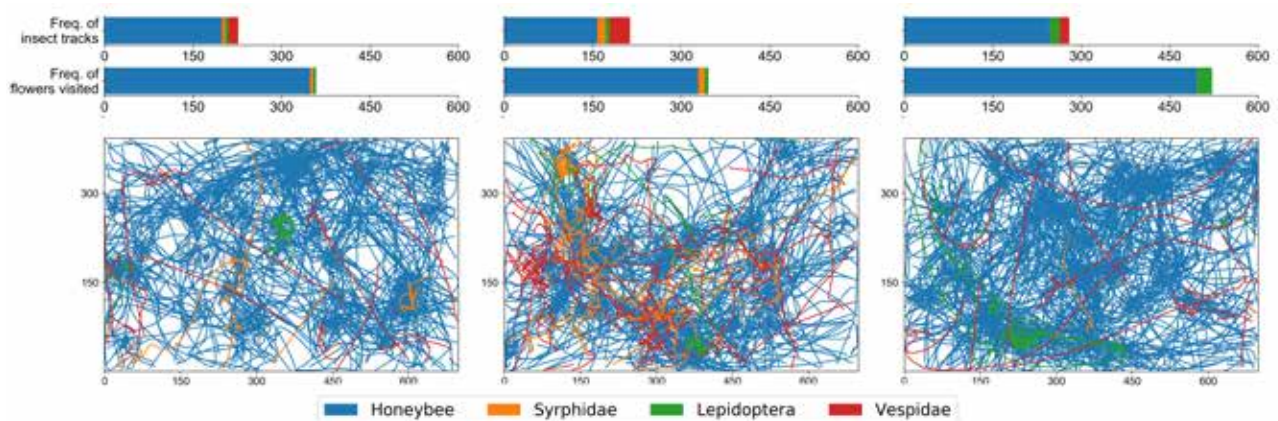 Freq. of
insect tracks
0 150 300 450 600
0 150 300 450 600
0 150 300 450 600
Freq. of
flowers visited
0 150 300 450 600
0 150 300 450 600
0 150 300 450 600
300
300
300
150
150
150
0 150 300 450 600
0 150 300 450 600
0 150 300 450 600
Honeybee Syrphidae Lepidoptera Vespidae